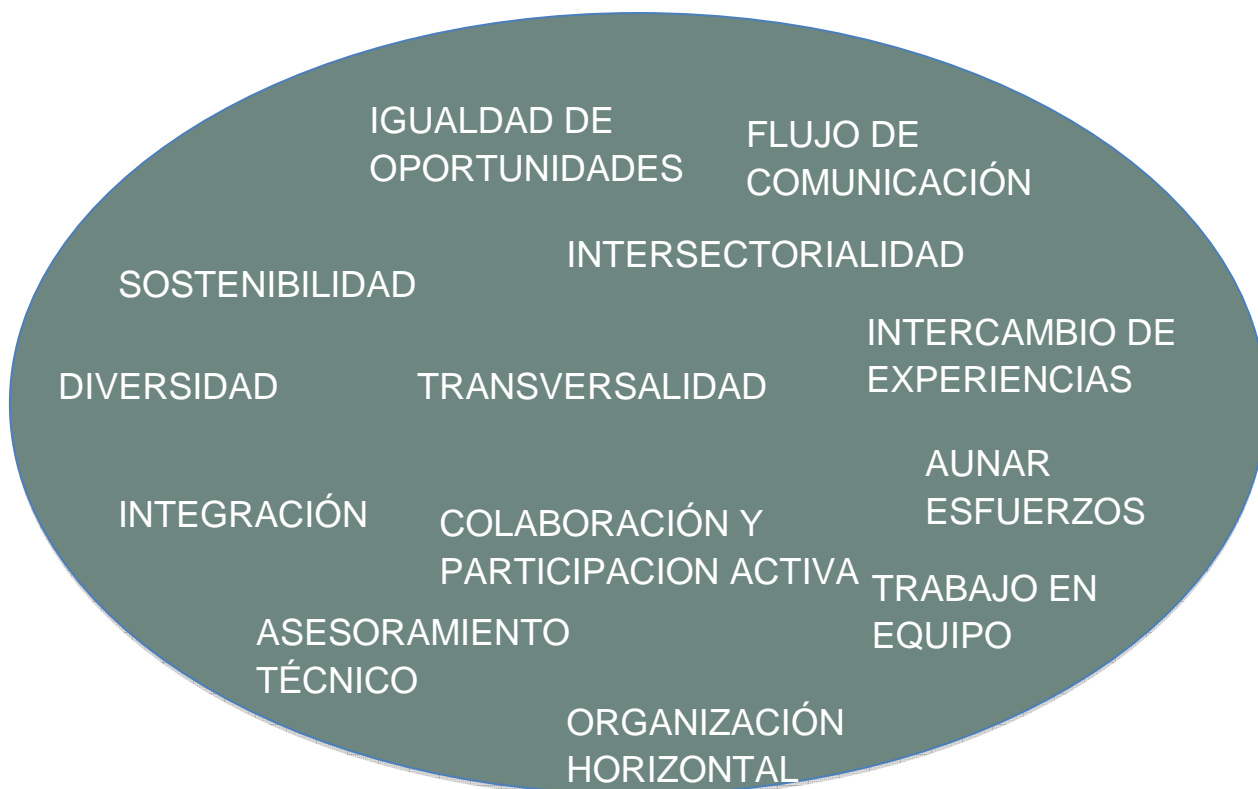 IGUALDAD DE
OPORTUNIDADES
FLUJO DE
COMUNICACIÓN
INTERSECTORIALIDAD
SOSTENIBILIDAD
INTERCAMBIO DE
EXPERIENCIAS
DIVERSIDAD
TRANSVERSALIDAD
AUNAR
ESFUERZOS
INTEGRACIÓN
COLABORACIÓN Y
PARTICIPACION ACTIVA
TRABAJO EN
EQUIPO
ASESORAMIENTO
TÉCNICO
ORGANIZACIÓN
HORIZONTAL